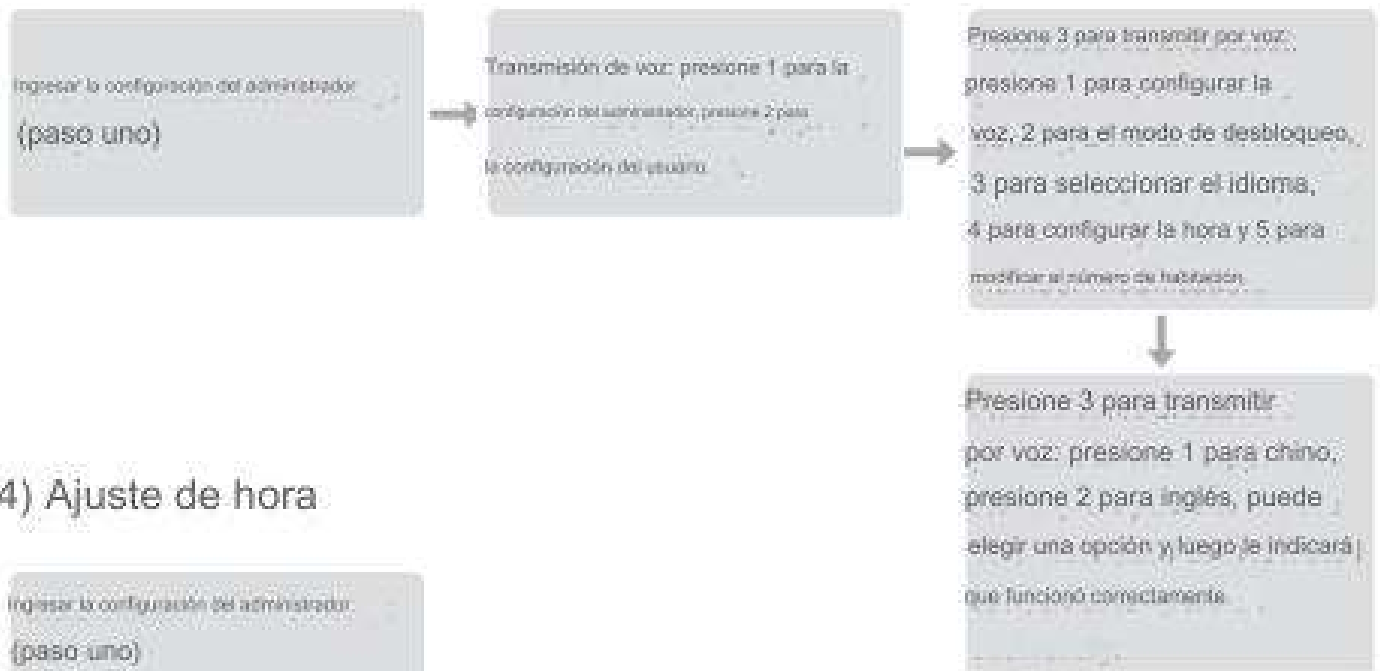 Ingresar la configuración del administrador
(paso uno)
Transmisión de voz: presione 1 para la
configuración del administrador, presione 2 para
la configuración del usuario.
Presione 3 para transmitir por voz:
presione 1 para configurar la
voz, 2 para el modo de desbloqueo,
3 para seleccionar el idioma,
4 para configurar la hora y 5 para
modificar el número de habitación.
Presione 3 para transmitir
por voz: presione 1 para chino,
presione 2 para inglés, puede
elegir una opción y luego le indicará
que funcionó correctamente.
4) Ajuste de hora
Ingresar la configuración del administrador
(paso uno)